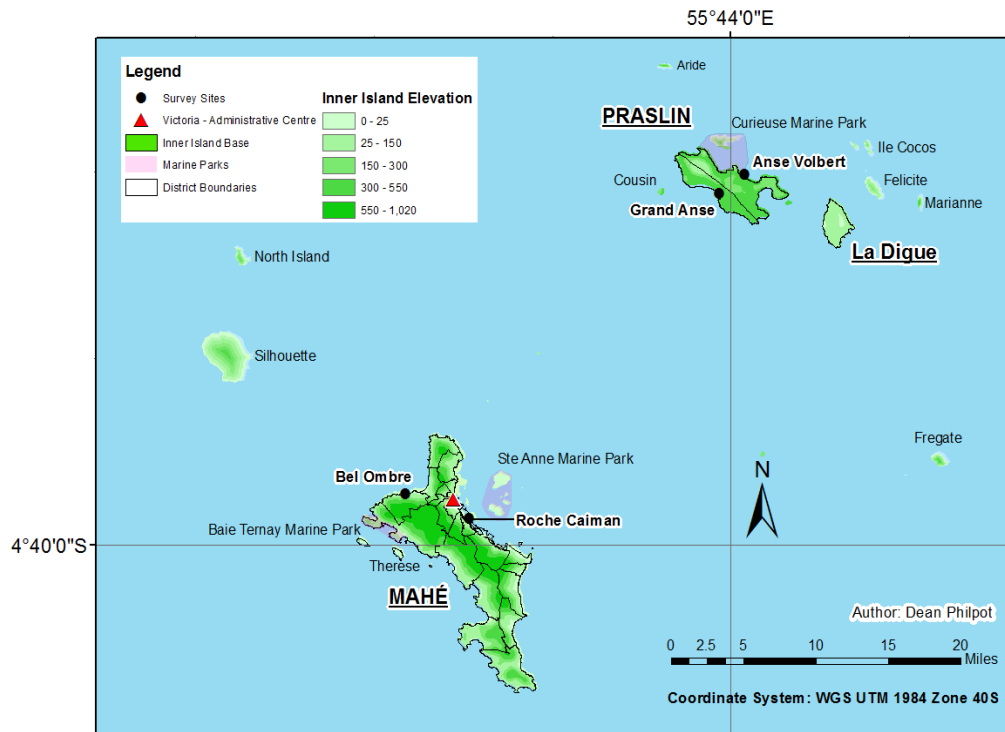 55°44'0"E
Legend
Survey Sites
Victoria - Administrative Centre
Inner Island Base
Marine Parks
District Boundaries
Inner Island Elevation
0 - 25
25 - 150
150 - 300
300 - 550
550 - 1,020
Aride
PRASLIN
Curieuse Marine Park
Ile Cocos
Anse Volbert
Cousin
Felicite
Grand Anse
Marianne
La Digue
North Island
Silhouette
Fregate
Ste Anne Marine Park
N
Bel Ombre
Roche Caiman
Baie Ternay Marine Park
4°40'0"S
Therese
MAHÉ
Author: Dean Philpot
0 2.5 5 10 15 20
Miles
Coordinate System: WGS UTM 1984 Zone 40S